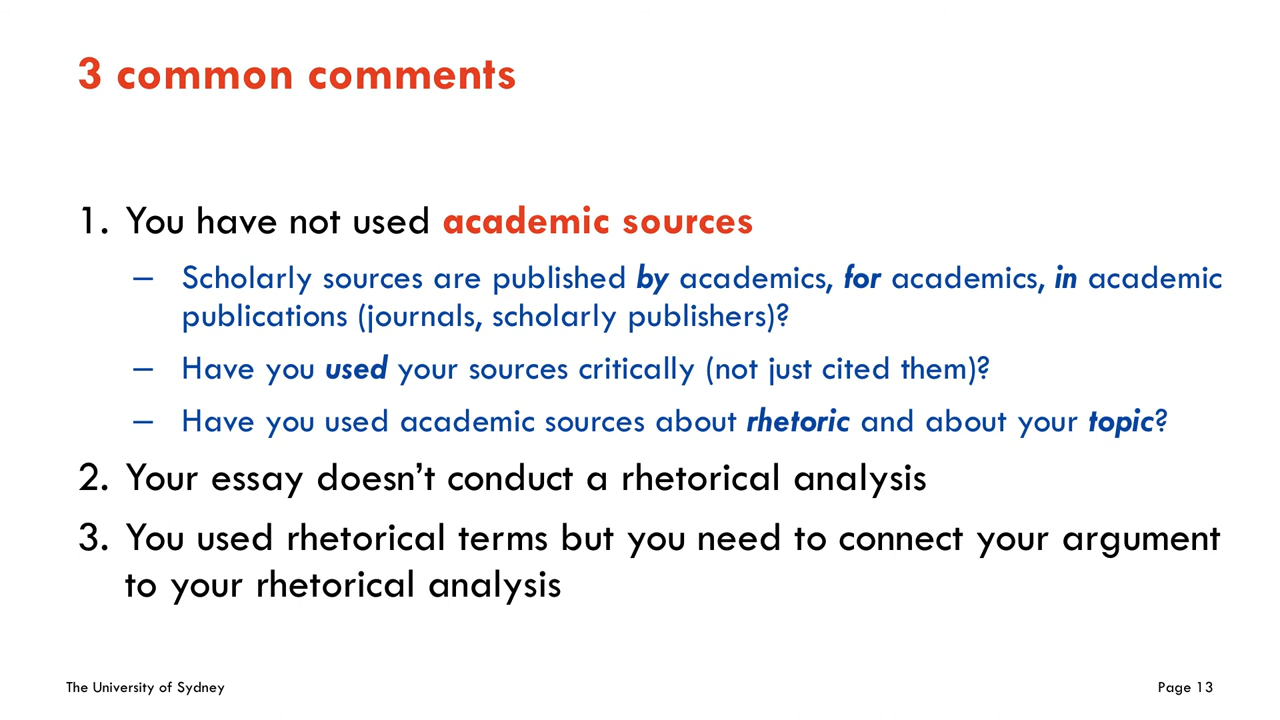 3 common comments
1. You have not used academic sources
– Scholarly sources are published by academics, for academics, in academic
publications (journals, scholarly publishers)?
– Have you used your sources critically (not just cited them)?
– Have you used academic sources about rhetoric and about your topic?
2. Your essay doesn’t conduct a rhetorical analysis
3. You used rhetorical terms but you need to connect your argument
to your rhetorical analysis
The University of Sydney
Page 13